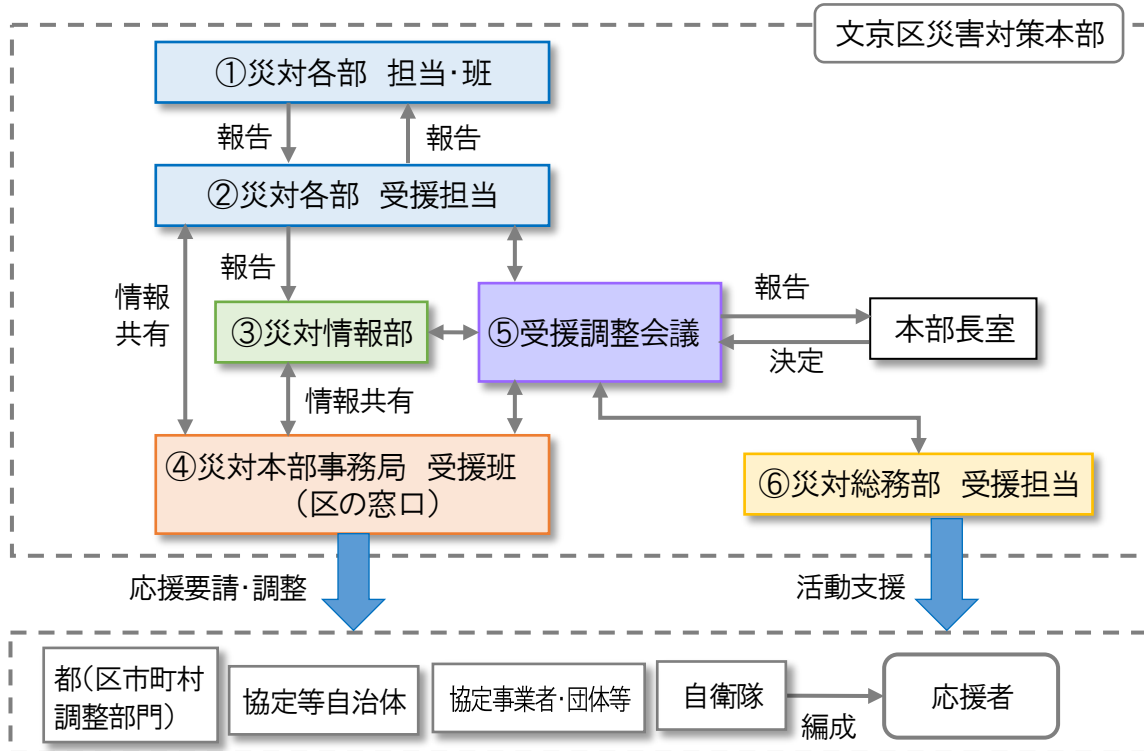 文京区災害対策本部
①災対各部 担当・班
報告
報告
②災対各部 受援担当
情報
共有
報告
③災対情報部
⑤受援調整会議
報告
決定
本部長室
情報共有
④災対本部事務局 受援班
（区の窓口）
⑥災対総務部 受援担当
応援要請・調整
活動支援
都（区市町村
調整部門）
協定等自治体
協定事業者・団体等
自衛隊
編成
応援者